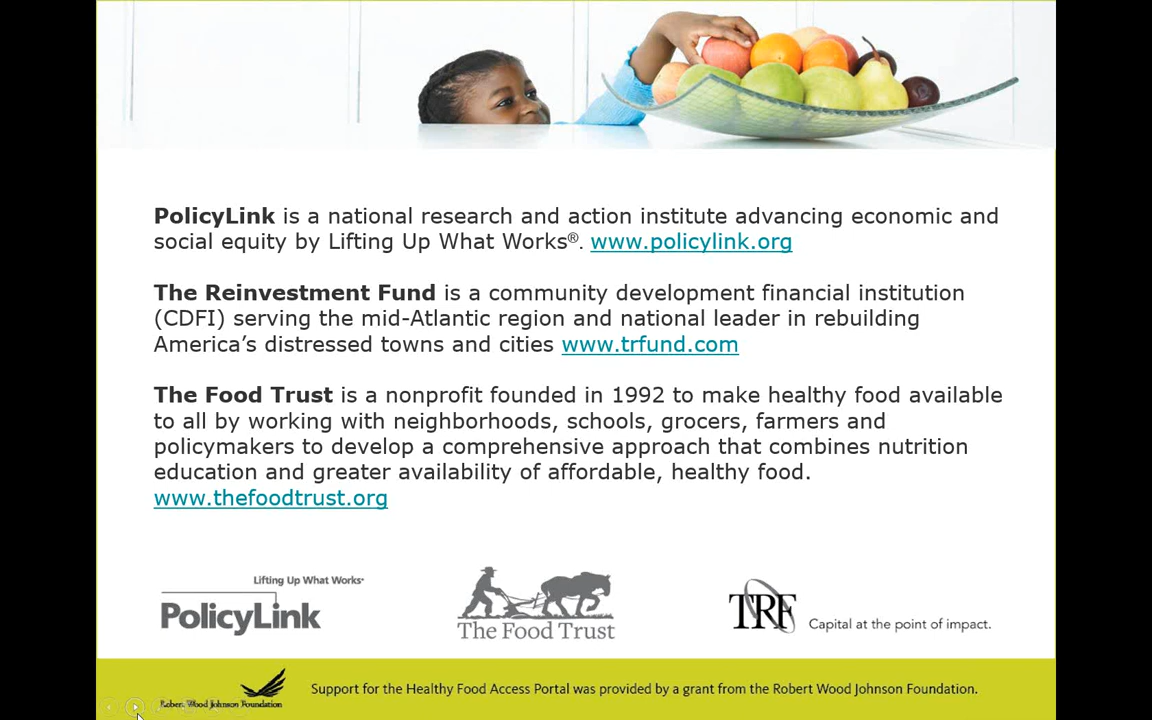 PolicyLink is a national research and action institute advancing economic and
social equity by Lifting Up What Works®. www.policylink.org
The Reinvestment Fund is a community development financial institution
(CDFI) serving the mid-Atlantic region and national leader in rebuilding
America’s distressed towns and cities www.trfund.com
The Food Trust is a nonprofit founded in 1992 to make healthy food available
to all by working with neighborhoods, schools, grocers, farmers and
policymakers to develop a comprehensive approach that combines nutrition
education and greater availability of affordable, healthy food.
www.thefoodtrust.org
Lifting Up What Works®
PolicyLink
The Food Trust
TRF Capital at the point of impact.
Robert Wood Johnson Foundation
Support for the Healthy Food Access Portal was provided by a grant from the Robert Wood Johnson Foundation.